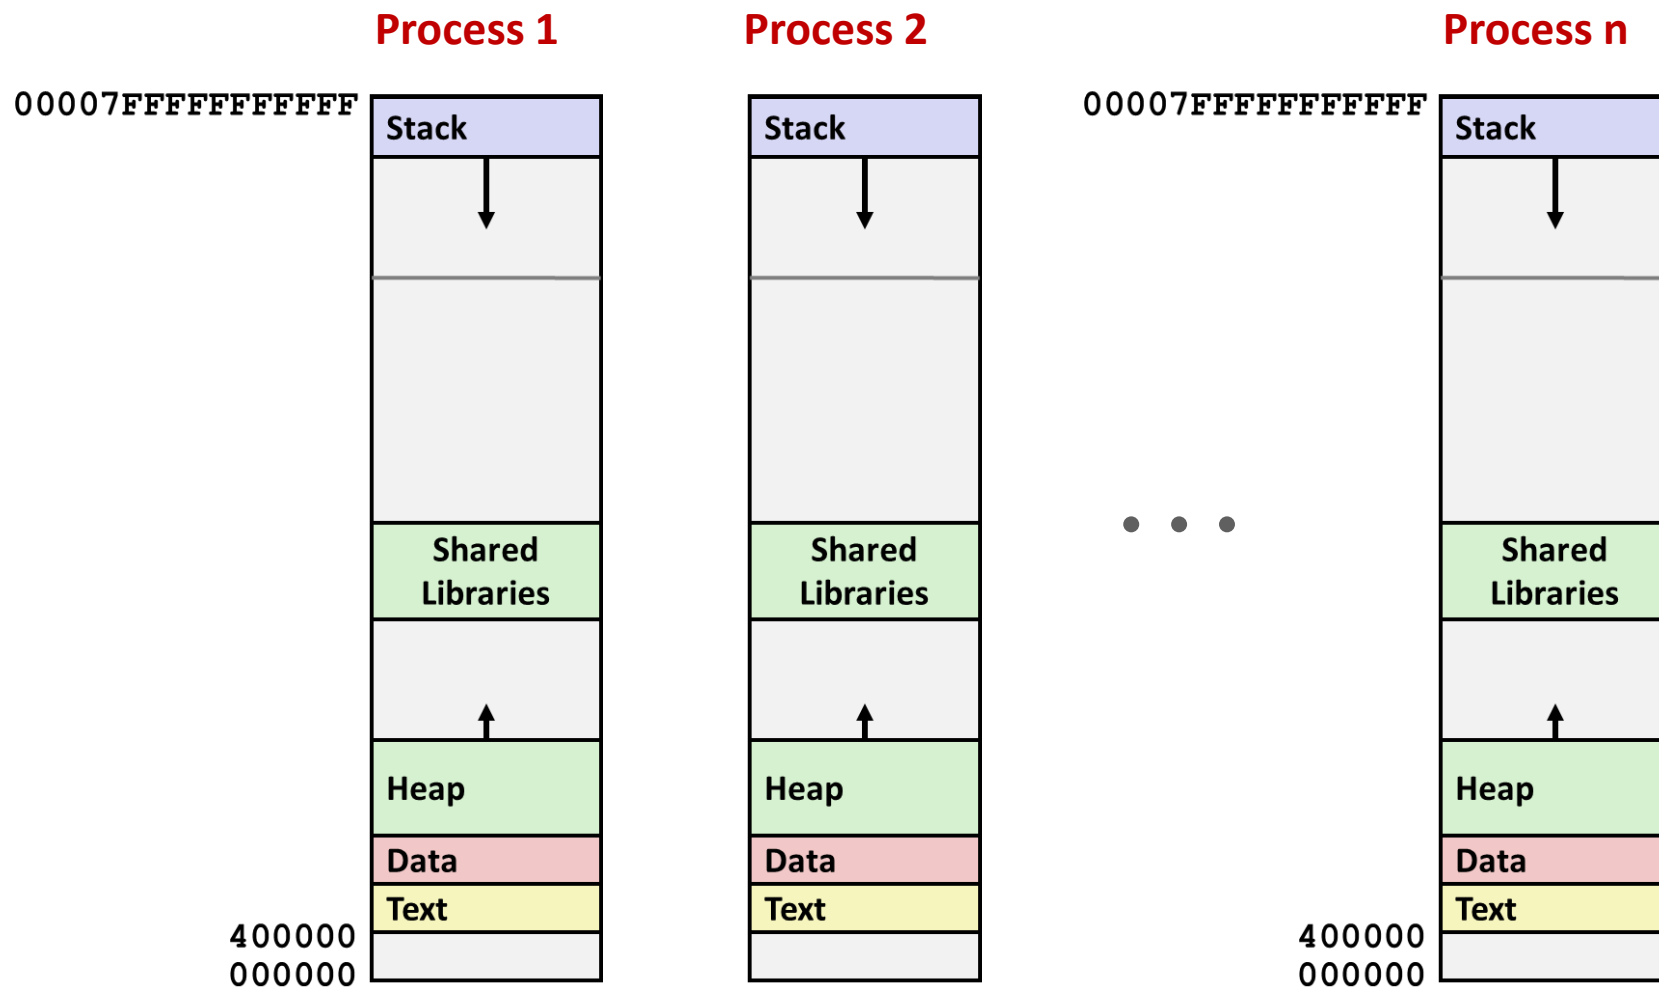 Process 1
Process 2
Process n
00007FFFFFFFFFFF
Stack
Stack
00007FFFFFFFFFFF
Stack
Shared
Libraries
Shared
Libraries
Shared
Libraries
Heap
Heap
Heap
Data
Data
Data
Text
Text
Text
400000
400000
000000
000000